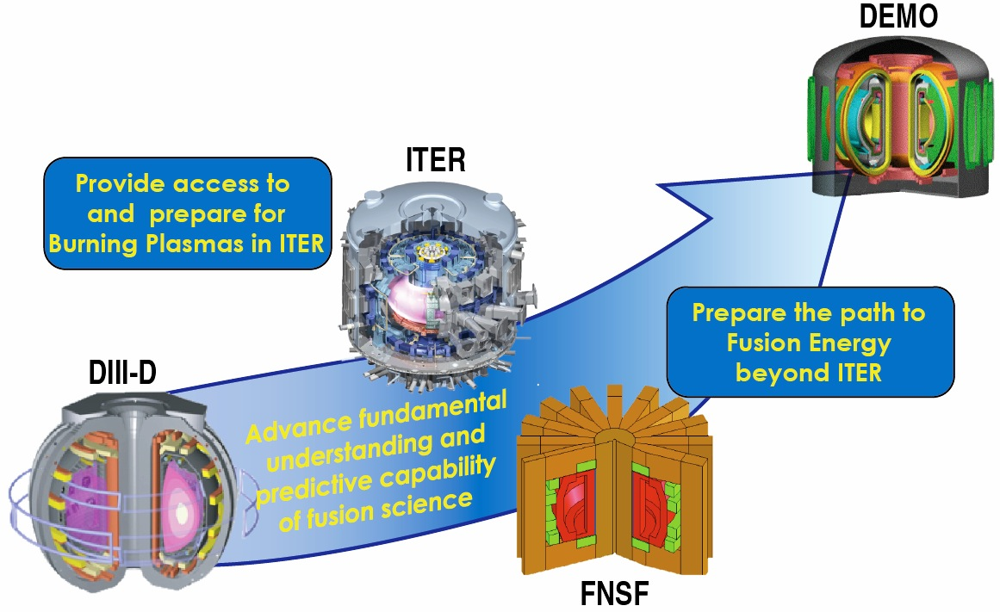 DEMO
ITER
Provide access to
and prepare for
Burning Plasmas in ITER
Prepare the path to
Fusion Energy
beyond ITER
DIII-D
Advance fundamental
understanding and
predictive capability
of fusion science
FNSF